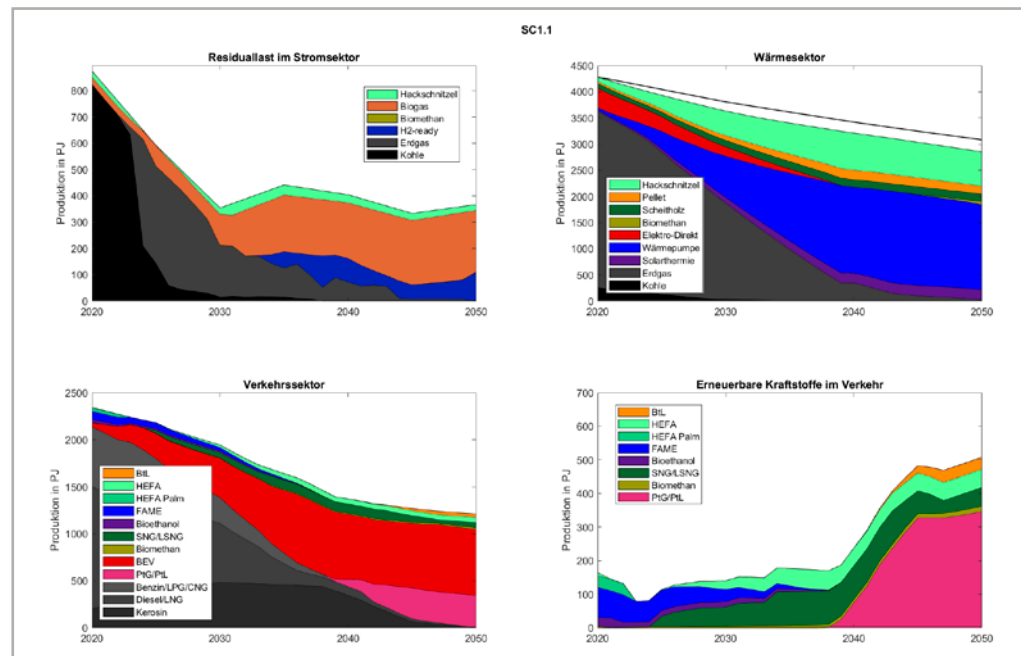 SC1.1
Residuallast im Stromsektor
Produktion in PJ
800
700
600
500
400
300
200
100
0
2020
2030
2040
2050
Hackschnitzel
Biogas
Biomethan
H2-ready
Erdgas
Kohle
Wärmesektor
Produktion in PJ
4500
4000
3500
3000
2500
2000
1500
1000
500
0
2020
2030
2040
2050
Hackschnitzel
Pellet
Scheitholz
Biomethan
Elektro-Direkt
Wärmepumpe
Solarthermie
Erdgas
Kohle
Verkehrssektor
Produktion in PJ
2500
2000
1500
1000
500
0
2020
2030
2040
2050
BtL
HEFA
HEFA Palm
FAME
Bioethanol
SNG/LSNG
Biomethan
BEV
PtG/PtL
Benzin/LPG/CNG
Diesel/LNG
Kerosin
Erneuerbare Kraftstoffe im Verkehr
Produktion in PJ
700
600
500
400
300
200
100
0
2020
2030
2040
2050
BtL
HEFA
HEFA Palm
FAME
Bioethanol
SNG/LSNG
Biomethan
PtG/PtL